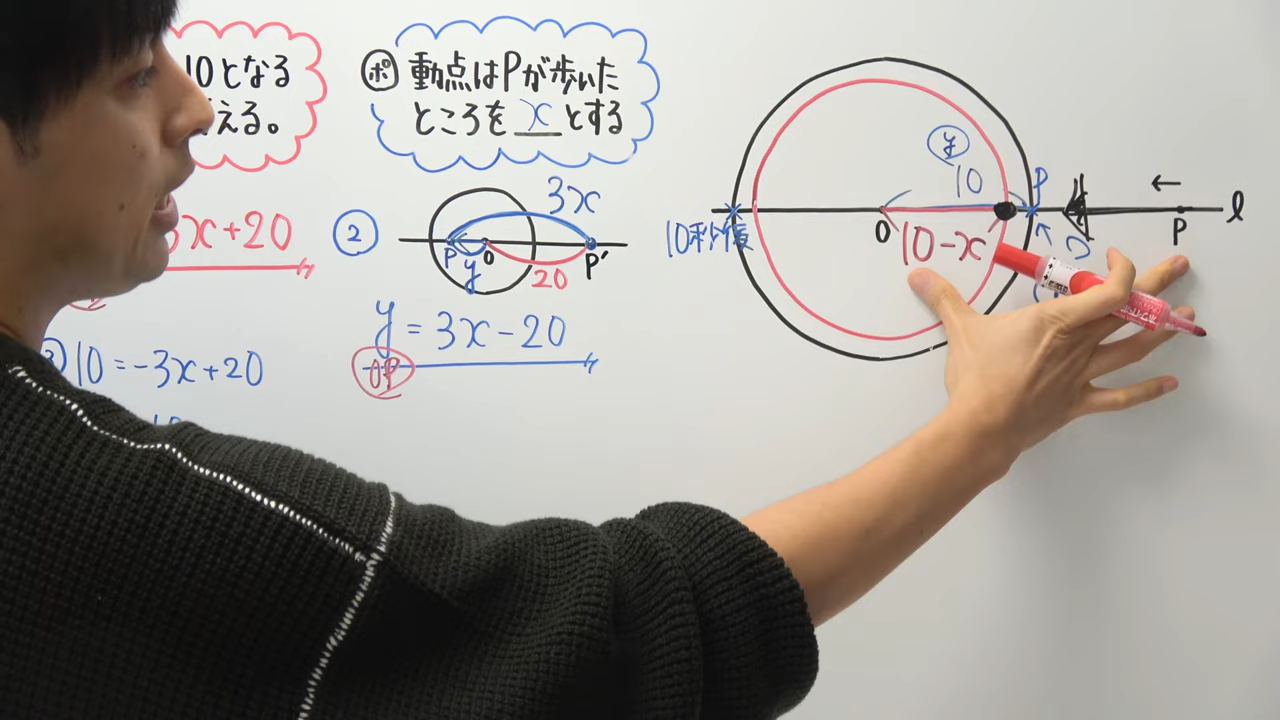 10となる
える。
x+20
10=-3x+20
ポ 動点はPが歩いた
ところを x とする
2
3x
P y O 20 P′
y=3x-20
OP
y
10
P
←
O
10-x
10秒後
P
l